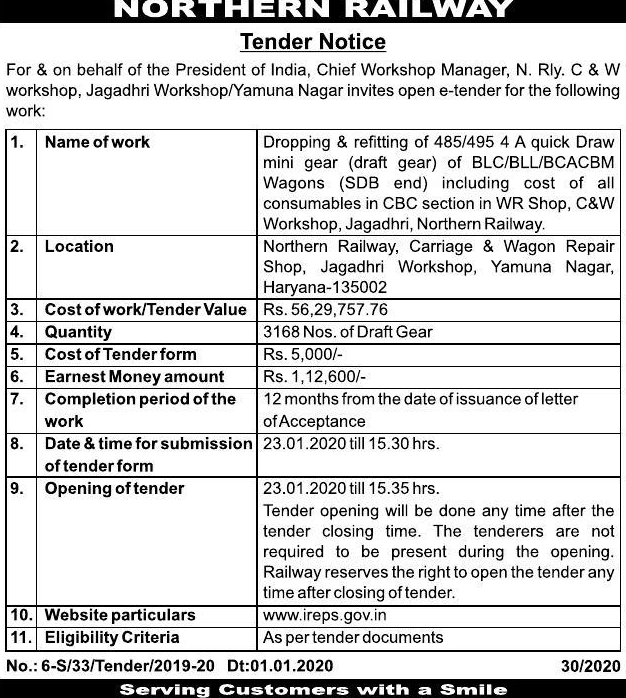 NORTHERN RAILWAY
Tender Notice
For & on behalf of the President of India, Chief Workshop Manager, N. Rly. C & W
workshop, Jagadhri Workshop/Yamuna Nagar invites open e-tender for the following
work:
1. Name of work Dropping & refitting of 485/495 4 A quick Draw
mini gear (draft gear) of BLC/BLL/BCACBM
Wagons (SDB end) including cost of all
consumables in CBC section in WR Shop, C&W
Workshop, Jagadhri, Northern Railway.
2. Location Northern Railway, Carriage & Wagon Repair
Shop, Jagadhri Workshop, Yamuna Nagar,
Haryana-135002
3. Cost of work/Tender Value Rs. 56,29,757.76
4. Quantity 3168 Nos. of Draft Gear
5. Cost of Tender form Rs. 5,000/-
6. Earnest Money amount Rs. 1,12,600/-
7. Completion period of the 12 months from the date of issuance of letter
work of Acceptance
8. Date & time for submission 23.01.2020 till 15.30 hrs.
of tender form
9. Opening of tender 23.01.2020 till 15.35 hrs.
Tender opening will be done any time after the
tender closing time. The tenderers are not
required to be present during the opening.
Railway reserves the right to open the tender any
time after closing of tender.
10. Website particulars www.ireps.gov.in
11. Eligibility Criteria As per tender documents
No.: 6-S/33/Tender/2019-20 Dt:01.01.2020 30/2020
Serving Customers with a Smile